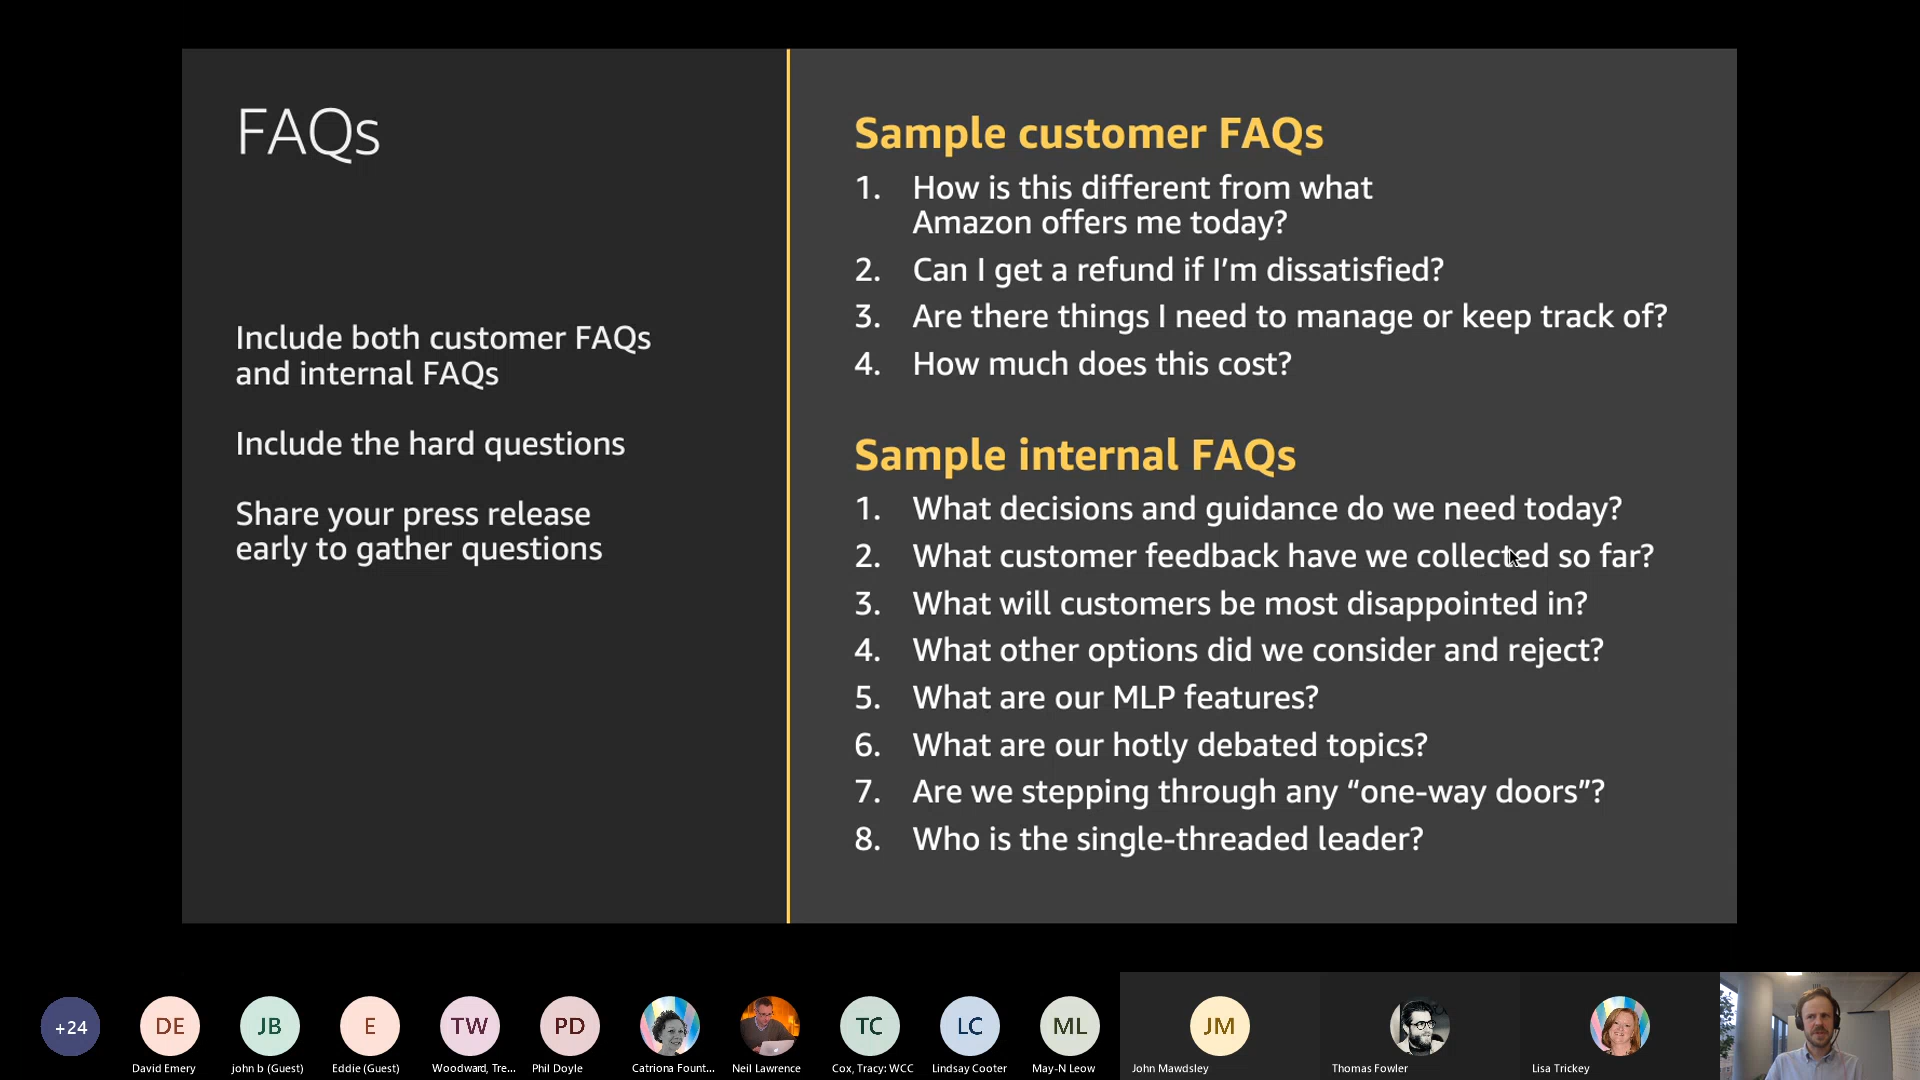 FAQs
Include both customer FAQs
and internal FAQs
Include the hard questions
Share your press release
early to gather questions
Sample customer FAQs
1. How is this different from what
Amazon offers me today?
2. Can I get a refund if I’m dissatisfied?
3. Are there things I need to manage or keep track of?
4. How much does this cost?
Sample internal FAQs
1. What decisions and guidance do we need today?
2. What customer feedback have we collected so far?
3. What will customers be most disappointed in?
4. What other options did we consider and reject?
5. What are our MLP features?
6. What are our hotly debated topics?
7. Are we stepping through any “one-way doors”?
8. Who is the single-threaded leader?
+24
DE
JB
E
TW
PD
TC
LC
ML
JM
David Emery
john b (Guest)
Eddie (Guest)
Woodward, Tre...
Phil Doyle
Catriona Fount...
Neil Lawrence
Cox, Tracy: WCC
Lindsay Cooter
May-N Leow
John Mawdsley
Thomas Fowler
Lisa Trickey